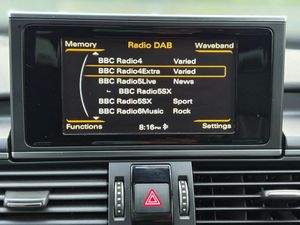 Memory Radio DAB Waveband
BBC Radio4 Varied
BBC Radio4Extra Varied
BBC Radio5Live News
BBC Radio5SX
BBC Radio5SX Sport
BBC Radio6Music Rock
Functions 8:16PM Settings